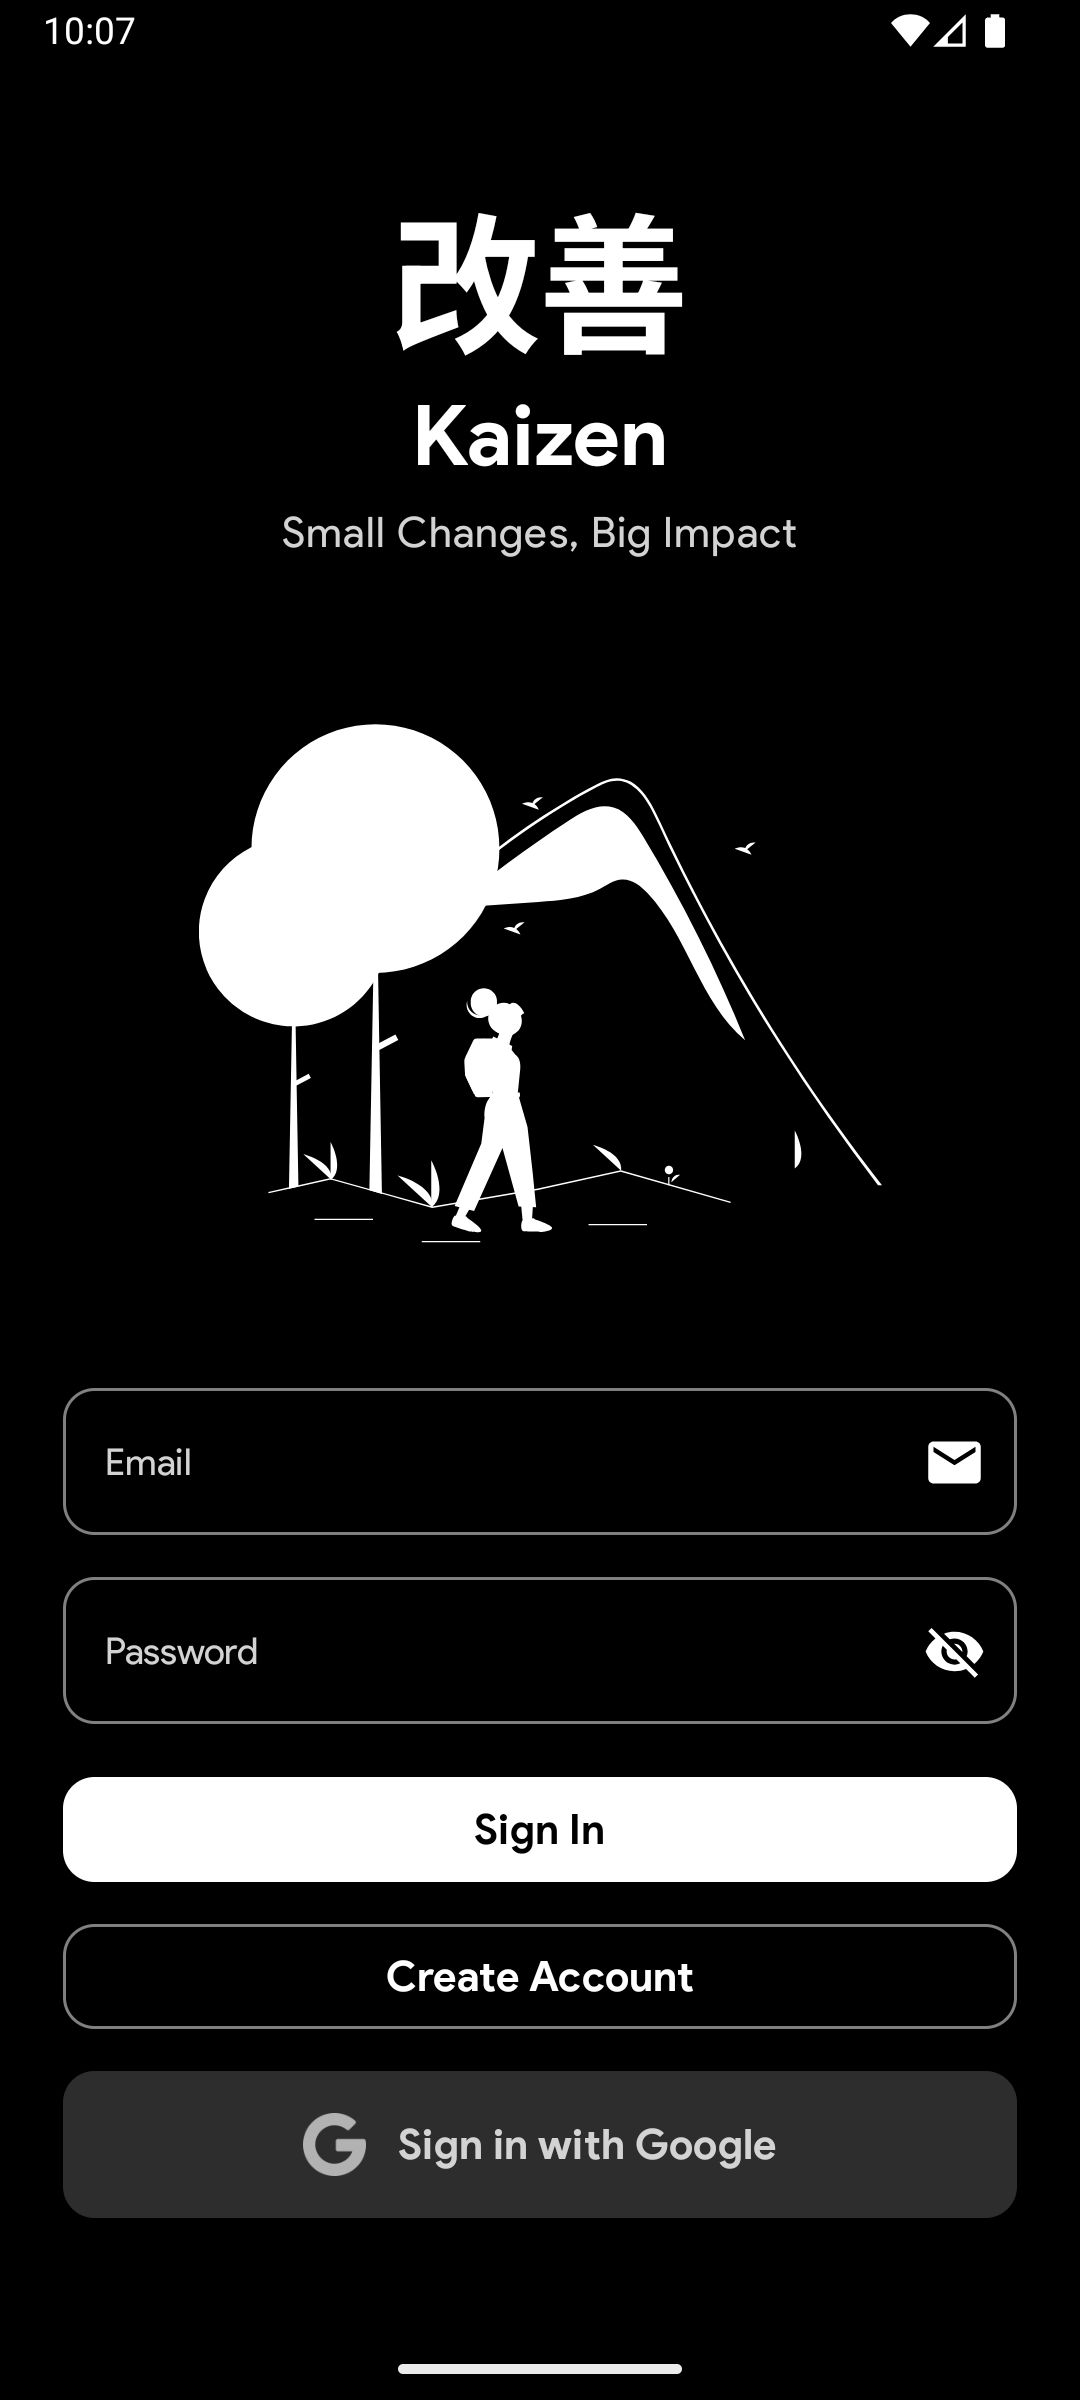 10:07
改善
Kaizen
Small Changes, Big Impact
Email
Password
Sign In
Create Account
Sign in with Google